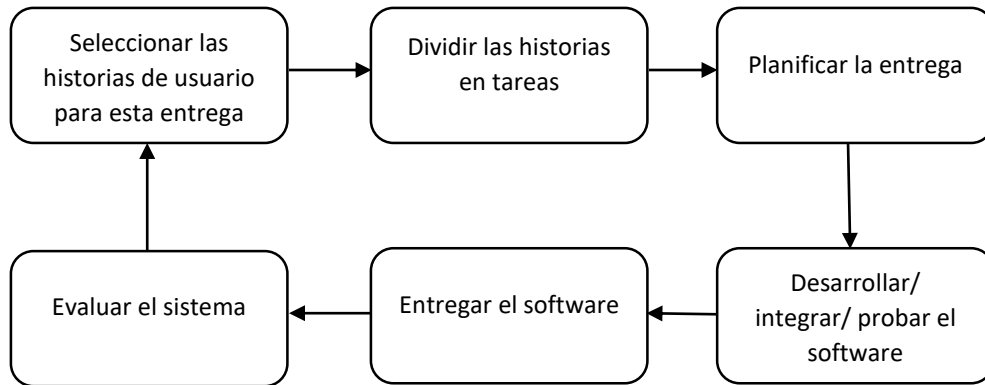 Seleccionar las
historias de usuario
para esta entrega
Dividir las historias
en tareas
Planificar la entrega
Desarrollar/
integrar/ probar el
software
Entregar el software
Evaluar el sistema